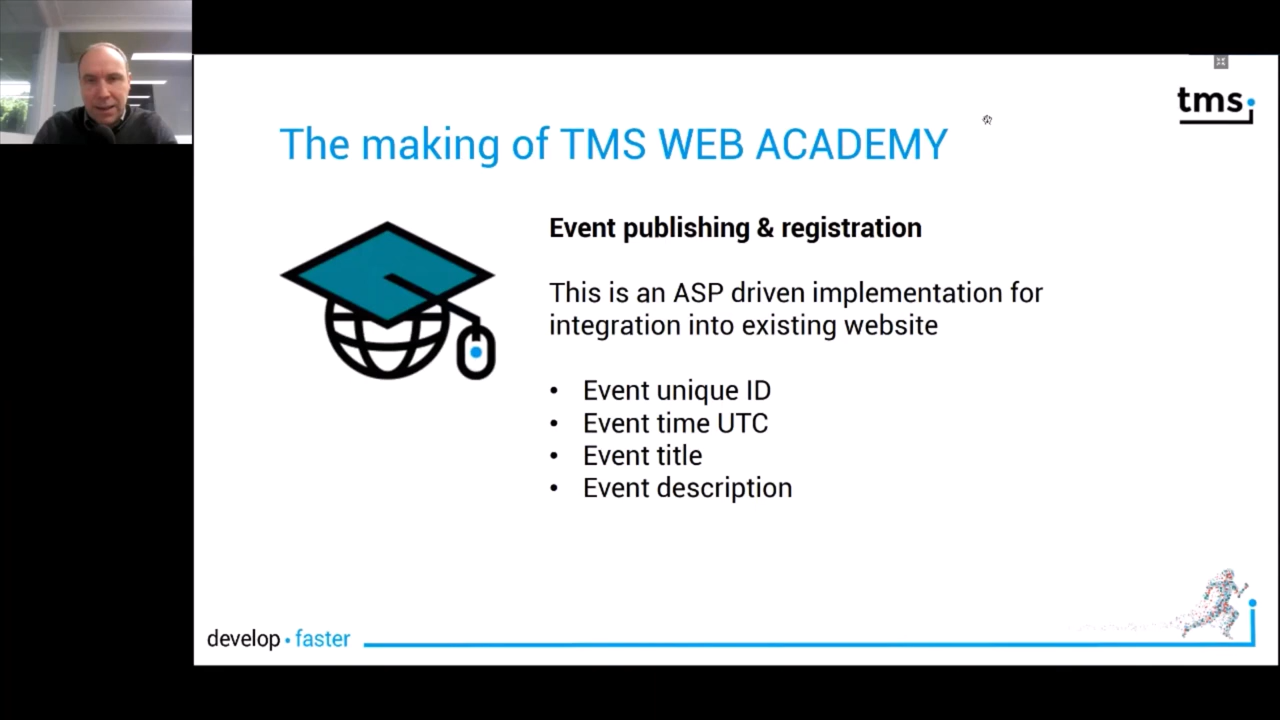 tms
The making of TMS WEB ACADEMY
Event publishing & registration
This is an ASP driven implementation for
integration into existing website
• Event unique ID
• Event time UTC
• Event title
• Event description
develop • faster